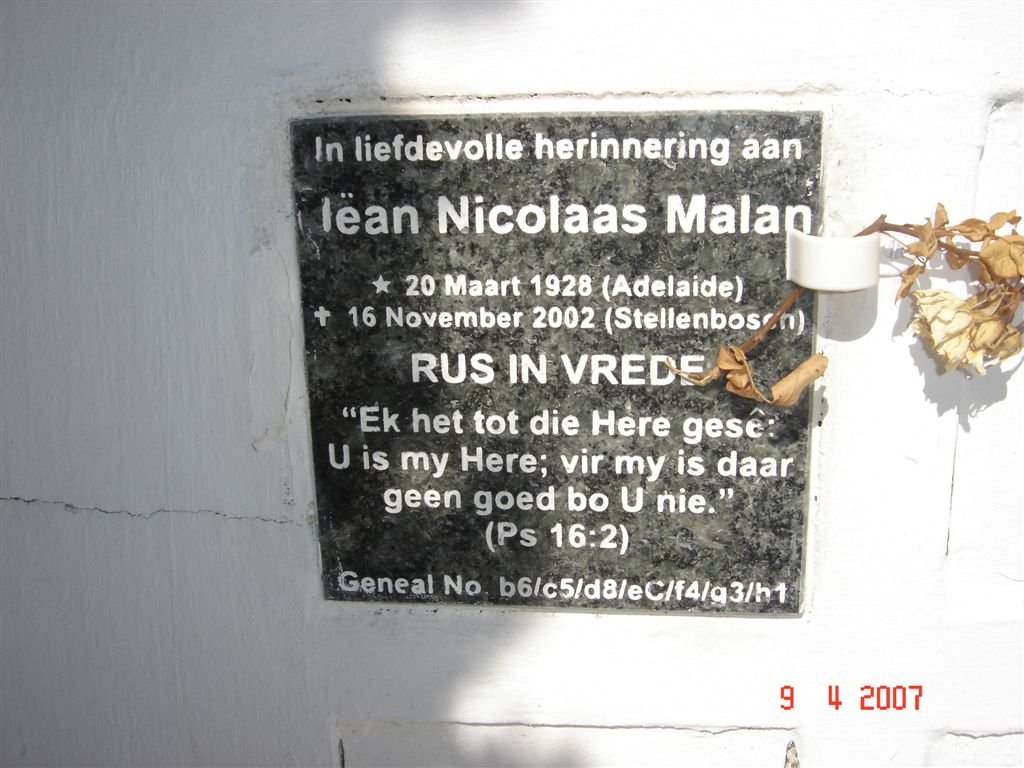 In liefdevolle herinnering aan
Iëan Nicolaas Malan
★ 20 Maart 1928 (Adelaide)
✝ 16 November 2002 (Stellenbosch)
RUS IN VREDE
“Ek het tot die Here gesê:
U is my Here; vir my is daar
geen goed bo U nie.”
(Ps 16:2)
Geneal No. b6/c5/d8/eC/f4/g3/h1
9 4 2007